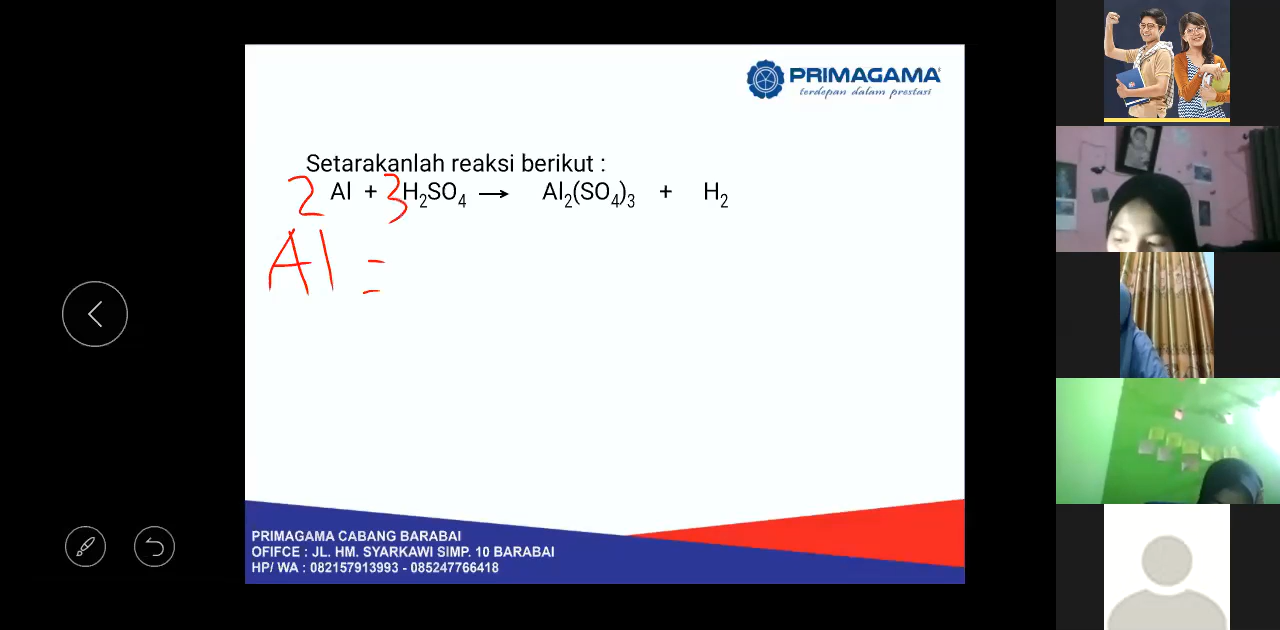 PRIMAGAMA
terdepan dalam prestasi
Setarakanlah reaksi berikut :
2 Al + 3 H₂SO₄ → Al₂(SO₄)₃ + H₂
Al =
PRIMAGAMA CABANG BARABAI
OFIFCE : JL. HM. SYARKAWI SIMP. 10 BARABAI
HP/ WA : 082157913993 - 085247766418